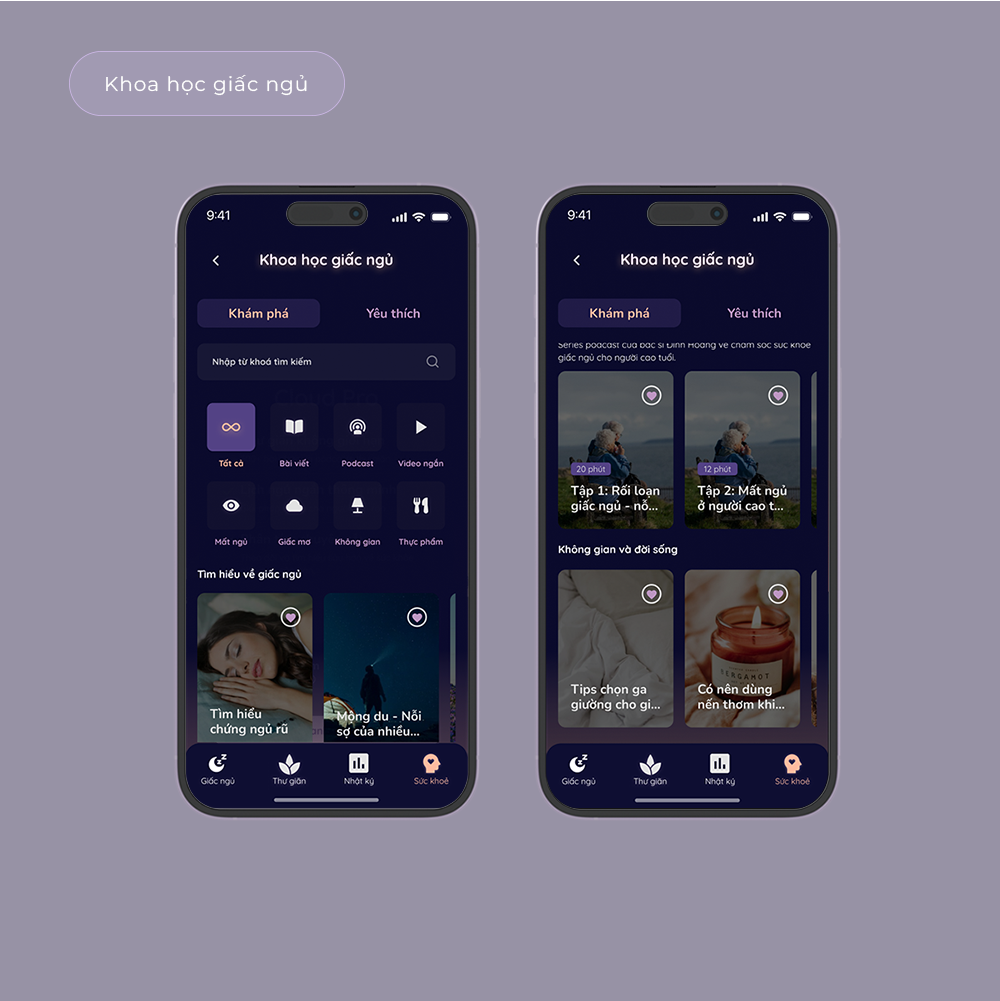 Khoa học giấc ngủ
9:41
Khoa học giấc ngủ
Khám phá
Yêu thích
Nhập từ khoá tìm kiếm
Tất cả
Bài viết
Podcast
Video ngắn
Mất ngủ
Giấc mơ
Không gian
Thực phẩm
Tìm hiểu về giấc ngủ
Tìm hiểu
chứng ngủ rũ
Mộng du - Nỗi
sợ của nhiều...
Giấc ngủ
Thư giãn
Nhật ký
Sức khoẻ
9:41
Khoa học giấc ngủ
Khám phá
Yêu thích
Series podcast của bác sĩ Đinh Hoàng về chăm sóc sức khoẻ
giấc ngủ cho người cao tuổi.
20 phút
Tập 1: Rối loạn
giấc ngủ - nỗ...
12 phút
Tập 2: Mất ngủ
ở người cao t...
Không gian và đời sống
Tips chọn ga
giường cho gi...
BERGAMOT
Có nên dùng
nến thơm khi...
Giấc ngủ
Thư giãn
Nhật ký
Sức khoẻ